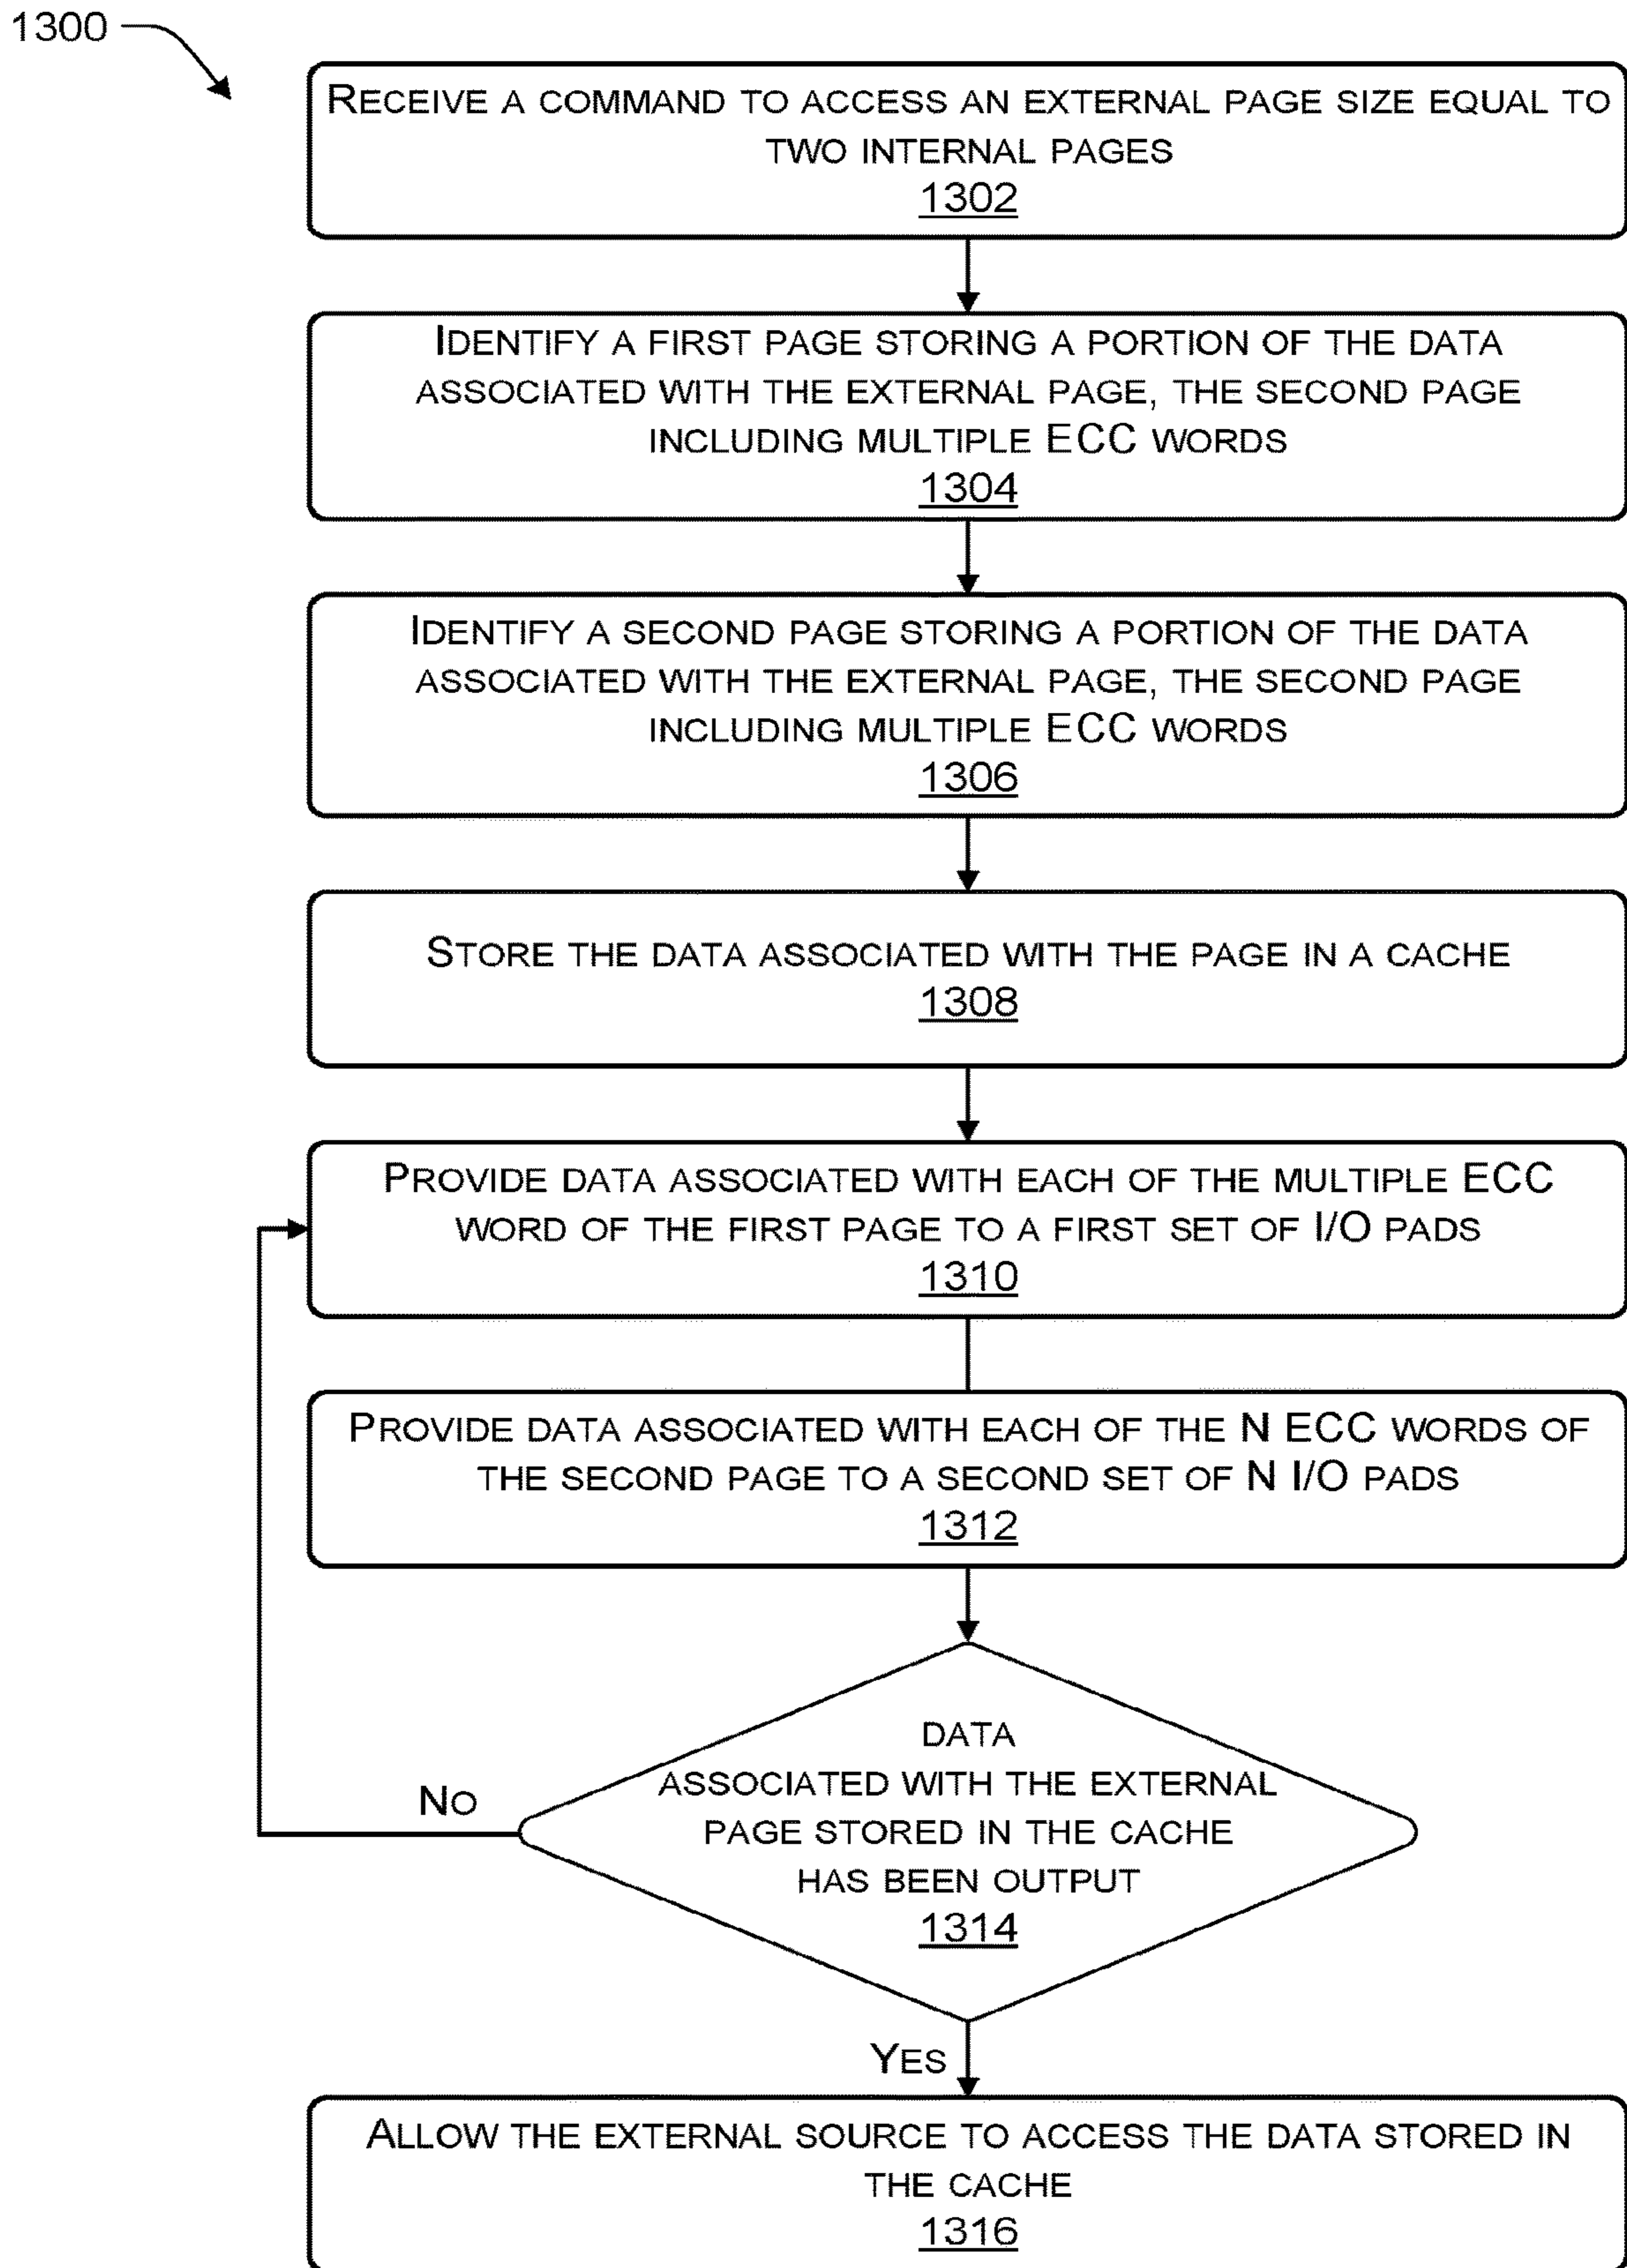 1300
RECEIVE A COMMAND TO ACCESS AN EXTERNAL PAGE SIZE EQUAL TO
TWO INTERNAL PAGES
1302
IDENTIFY A FIRST PAGE STORING A PORTION OF THE DATA
ASSOCIATED WITH THE EXTERNAL PAGE, THE SECOND PAGE
INCLUDING MULTIPLE ECC WORDS
1304
IDENTIFY A SECOND PAGE STORING A PORTION OF THE DATA
ASSOCIATED WITH THE EXTERNAL PAGE, THE SECOND PAGE
INCLUDING MULTIPLE ECC WORDS
1306
STORE THE DATA ASSOCIATED WITH THE PAGE IN A CACHE
1308
PROVIDE DATA ASSOCIATED WITH EACH OF THE MULTIPLE ECC
WORD OF THE FIRST PAGE TO A FIRST SET OF I/O PADS
1310
PROVIDE DATA ASSOCIATED WITH EACH OF THE N ECC WORDS OF
THE SECOND PAGE TO A SECOND SET OF N I/O PADS
1312
DATA
ASSOCIATED WITH THE EXTERNAL
PAGE STORED IN THE CACHE
HAS BEEN OUTPUT
1314
NO
YES
ALLOW THE EXTERNAL SOURCE TO ACCESS THE DATA STORED IN
THE CACHE
1316